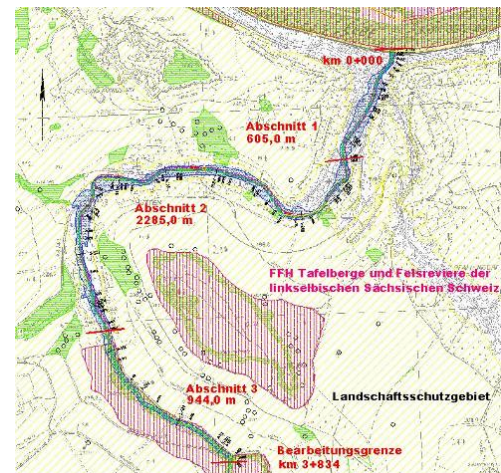 km 0+000
Abschnitt 1
605,0 m
Abschnitt 2
2285,0 m
FFH Tafelberge und Felsreviere der
linkselbischen Sächsischen Schweiz
Abschnitt 3
944,0 m
Landschaftsschutzgebiet
Bearbeitungsgrenze
km 3+834